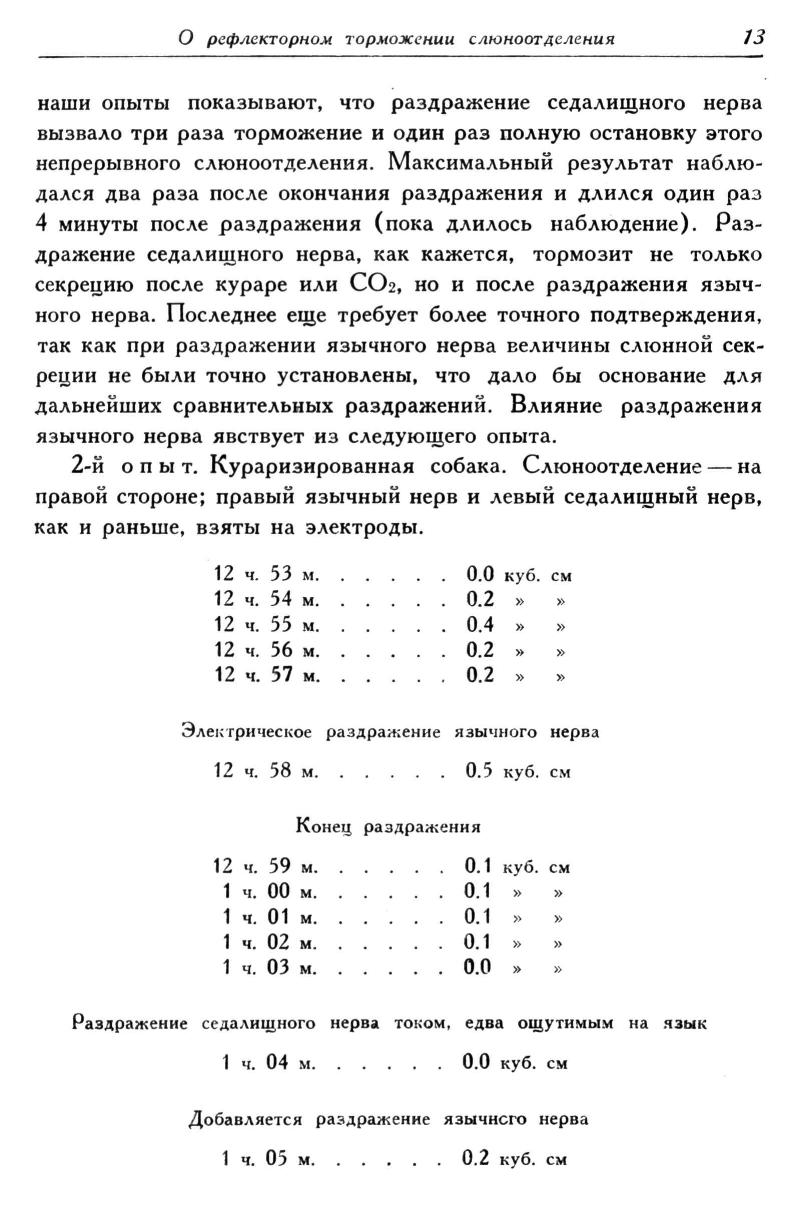 О рефлекторном торможении слюноотделения 13
наши опыты показывают, что раздражение седалищного нерва
вызвало три раза торможение и один раз полную остановку этого
непрерывного слюноотделения. Максимальный результат наблю-
дался два раза после окончания раздражения и длился один раз
4 минуты после раздражения (пока длилось наблюдение). Раз-
дражение седалищного нерва, как кажется, тормозит не только
секрецию после кураре или CO₂, но и после раздражения языч-
ного нерва. Последнее еще требует более точного подтверждения,
так как при раздражении язычного нерва величины слюнной сек-
реции не были точно установлены, что дало бы основание для
дальнейших сравнительных раздражений. Влияние раздражения
язычного нерва явствует из следующего опыта.
2-й опыт. Кураризированная собака. Слюноотделение — на
правой стороне; правый язычный нерв и левый седалищный нерв,
как и раньше, взяты на электроды.
12 ч. 53 м. . . . . . 0.0 куб. см
12 ч. 54 м. . . . . . 0.2 » »
12 ч. 55 м. . . . . . 0.4 » »
12 ч. 56 м. . . . . . 0.2 » »
12 ч. 57 м. . . . . . 0.2 » »
Электрическое раздражение язычного нерва
12 ч. 58 м. . . . . . 0.5 куб. см
Конец раздражения
12 ч. 59 м. . . . . . 0.1 куб. см
1 ч. 00 м. . . . . . 0.1 » »
1 ч. 01 м. . . . . . 0.1 » »
1 ч. 02 м. . . . . . 0.1 » »
1 ч. 03 м. . . . . . 0.0 » »
Раздражение седалищного нерва током, едва ощутимым на язык
1 ч. 04 м. . . . . . 0.0 куб. см
Добавляется раздражение язычного нерва
1 ч. 05 м. . . . . . 0.2 куб. см